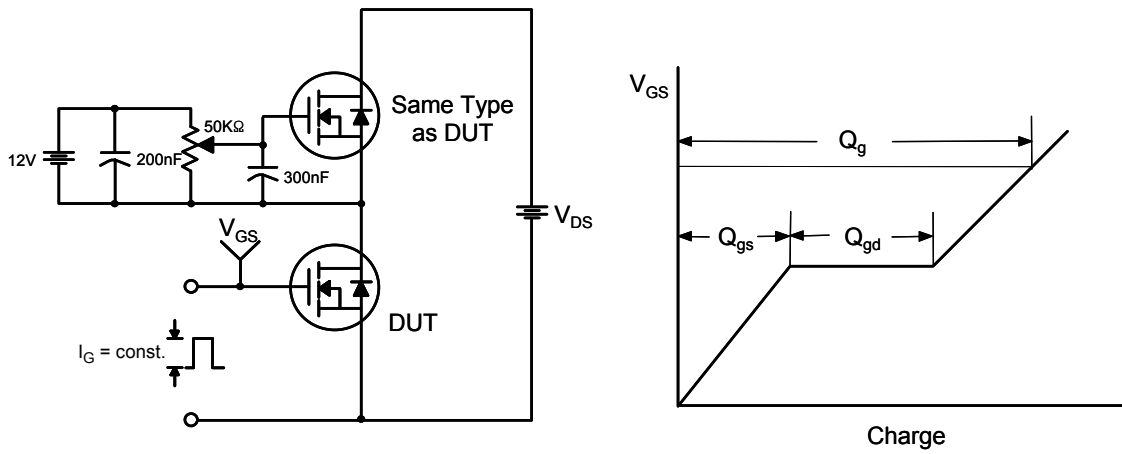 Same Type
as DUT
50KΩ
12V
200nF
300nF
V_GS
V_DS
DUT
I_G = const.
V_GS
Q_g
Q_gs
Q_gd
Charge